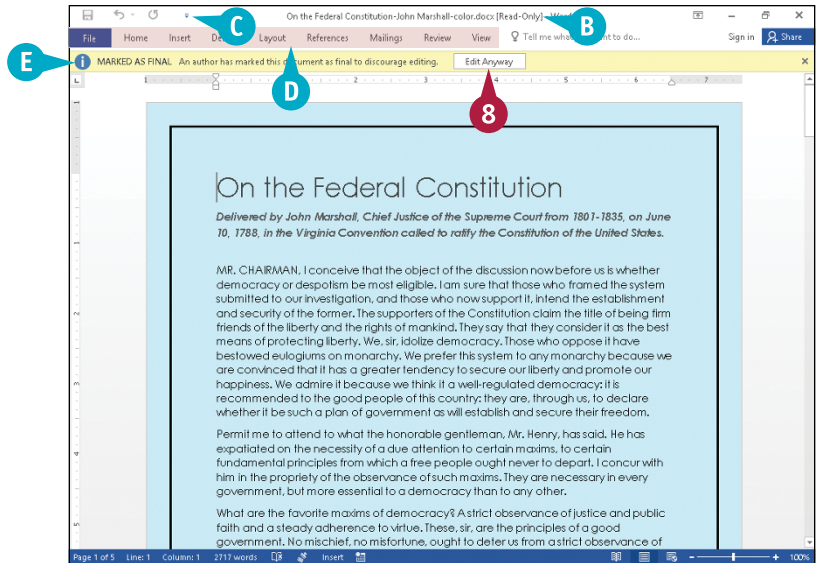 On the Federal Constitution-John Marshall-color.docx [Read-Only] -
C
B
File Home Insert Layout References Mailings Review View Tell me to do... Sign in Share
E
MARKED AS FINAL An author has marked this document as final to discourage editing. Edit Anyway
D
8
1 1 2 3 4 5 6 7
On the Federal Constitution
Delivered by John Marshall, Chief Justice of the Supreme Court from 1801-1835, on June
10, 1788, in the Virginia Convention called to ratify the Constitution of the United States.
MR. CHAIRMAN, I conceive that the object of the discussion now before us is whether
democracy or despotism be most eligible. I am sure that those who framed the system
submitted to our investigation, and those who now support it, intend the establishment
and security of the former. The supporters of the Constitution claim the title of being firm
friends of the liberty and the rights of mankind. They say that they consider it as the best
means of protecting liberty. We, sir, idolize democracy. Those who oppose it have
bestowed eulogiums on monarchy. We prefer this system to any monarchy because we
are convinced that it has a greater tendency to secure our liberty and promote our
happiness. We admire it because we think it a well-regulated democracy: it is
recommended to the good people of this country: they are, through us, to declare
whether it be such a plan of government as will establish and secure their freedom.
Permit me to attend to what the honorable gentleman, Mr. Henry, has said. He has
expatiated on the necessity of a due attention to certain maxims, to certain
fundamental principles from which a free people ought never to depart. I concur with
him in the propriety of the observance of such maxims. They are necessary in every
government, but more essential to a democracy than to any other.
What are the favorite maxims of democracy? A strict observance of justice and public
faith and a steady adherence to virtue. These, sir, are the principles of a good
government. No mischief, no misfortune, ought to deter us from a strict observance of
Page 1 of 5 Line: 1 Column: 1 2717 words Insert 100%